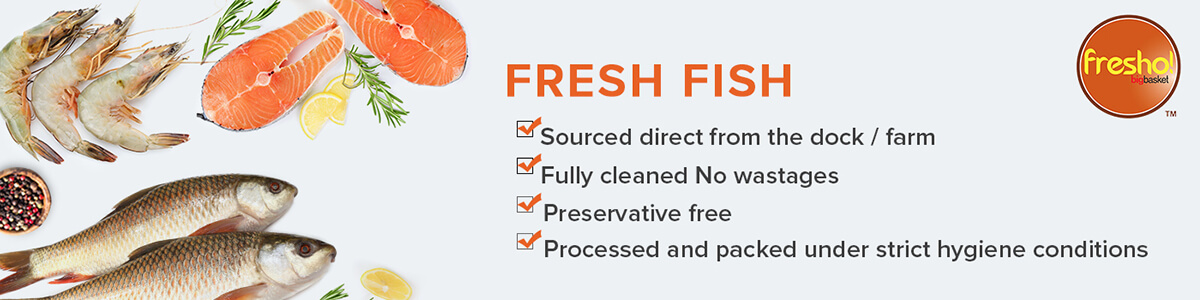 FRESH FISH
Sourced direct from the dock / farm
Fully cleaned No wastages
Preservative free
Processed and packed under strict hygiene conditions
fresho!
bigbasket
TM